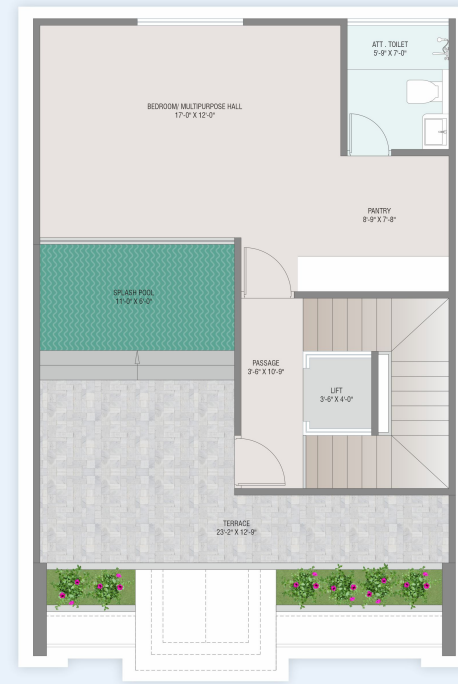 ATT . TOILET
5'-9" X 7'-0"
BEDROOM/ MULTIPURPOSE HALL
17'-0" X 12'-0"
PANTRY
8'-9" X 7'-8"
SPLASH POOL
11'-0" X 6'-0"
PASSAGE
3'-6" X 10'-9"
LIFT
3'-6" X 4'-0"
TERRACE
23'-2" X 12'-9"